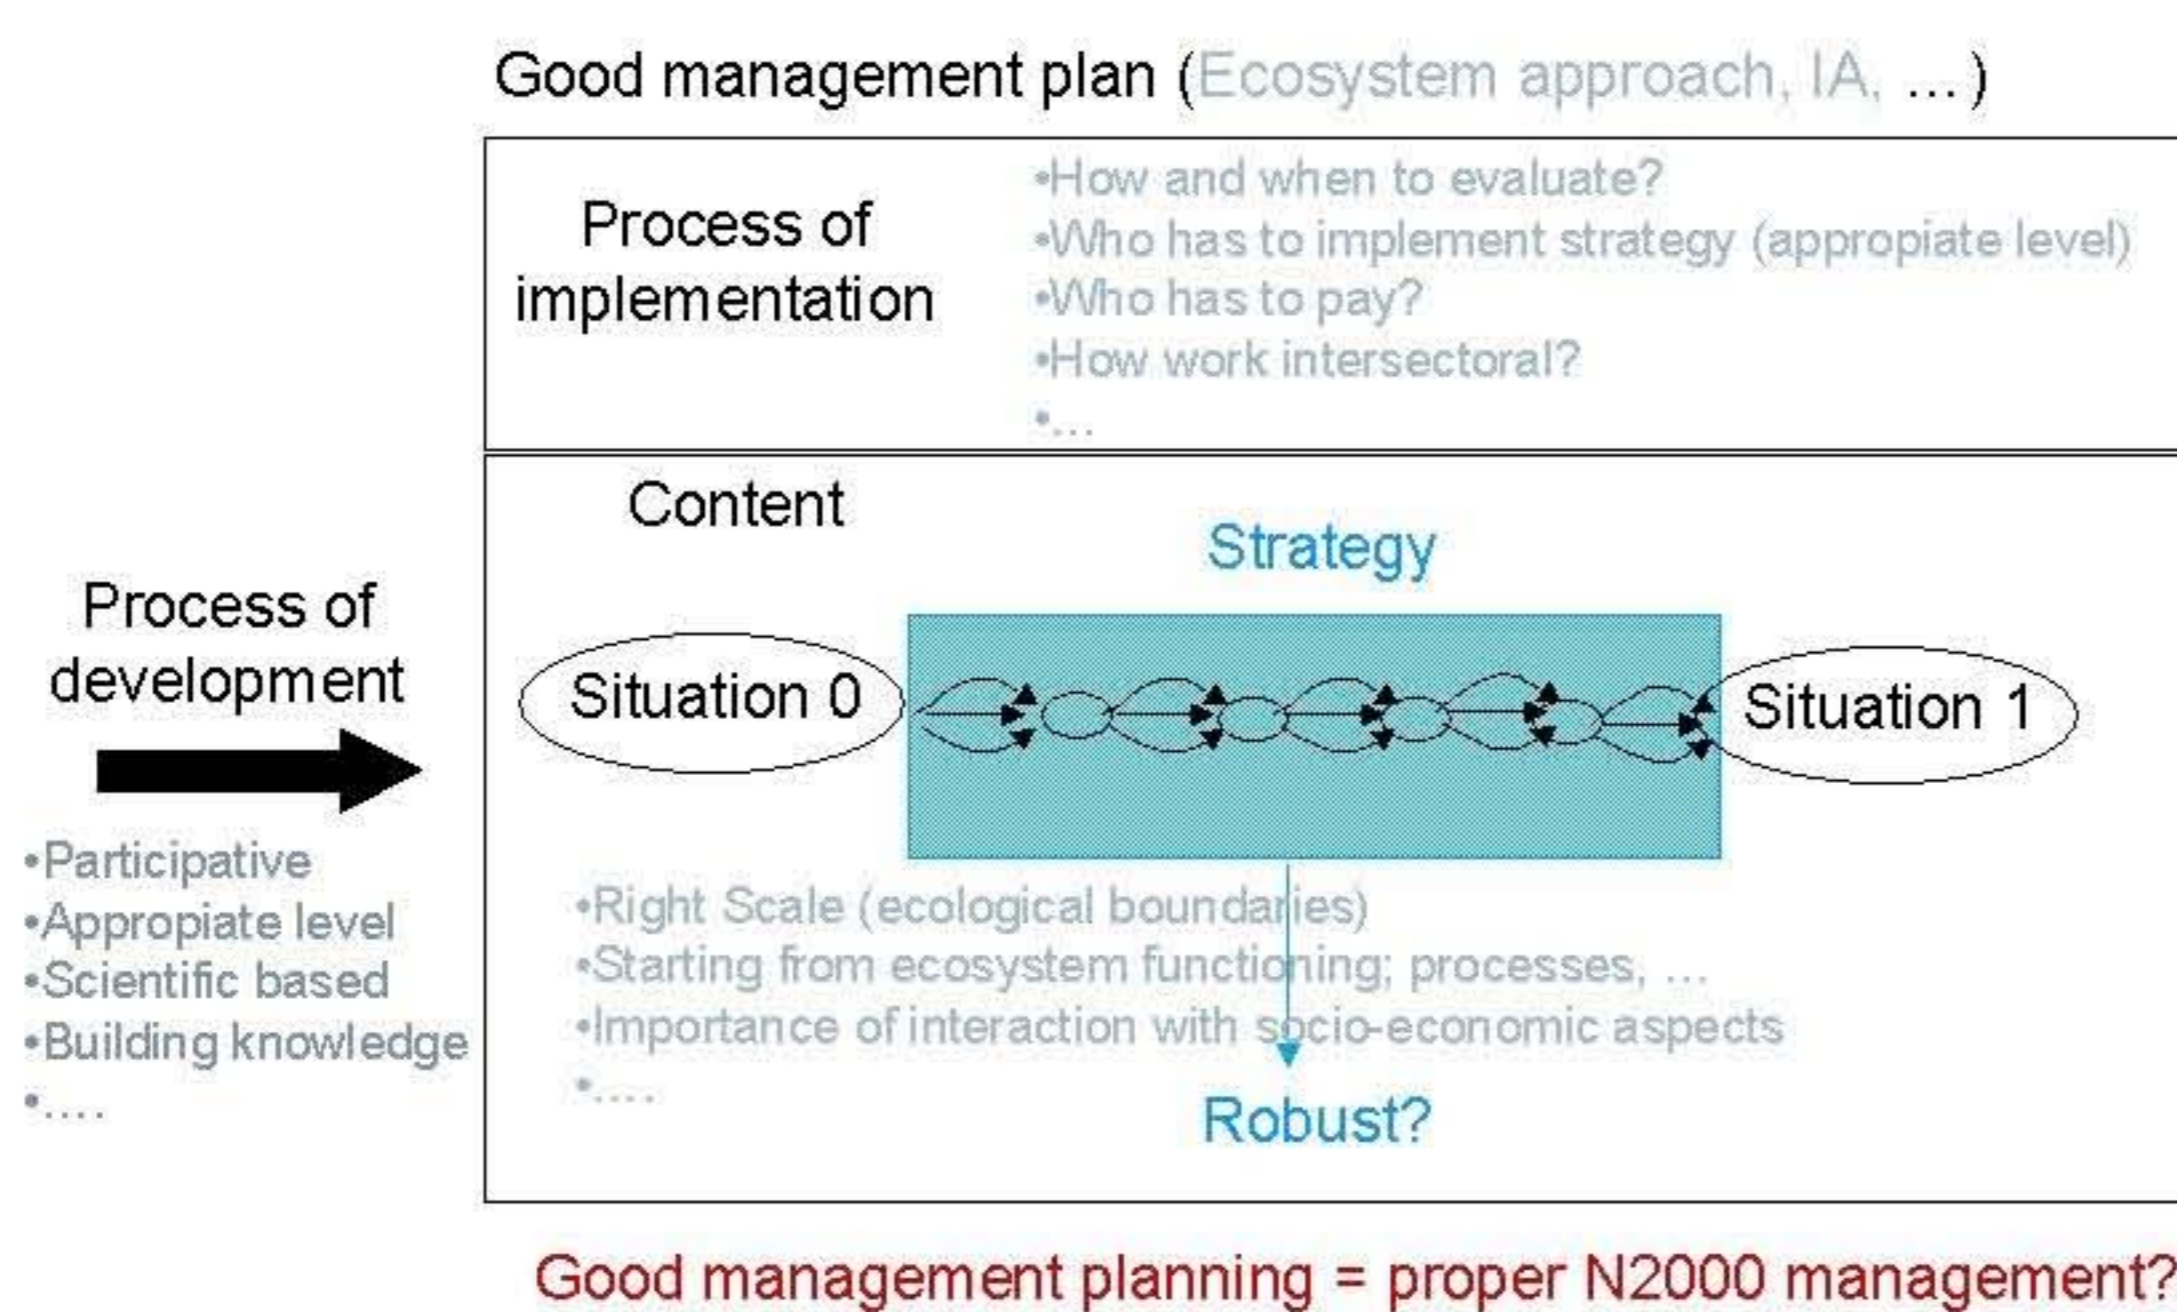 Good management plan (Ecosystem approach, IA, ...)
Process of
implementation
•How and when to evaluate?
•Who has to implement strategy (appropiate level)
•Who has to pay?
•How work intersectoral?
•...
Content
Strategy
Process of
development
Situation 0
Situation 1
•Participative
•Appropiate level
•Scientific based
•Building knowledge
•....
•Right Scale (ecological boundaries)
•Starting from ecosystem functioning; processes, ...
•Importance of interaction with socio-economic aspects
•....
Robust?
Good management planning = proper N2000 management?